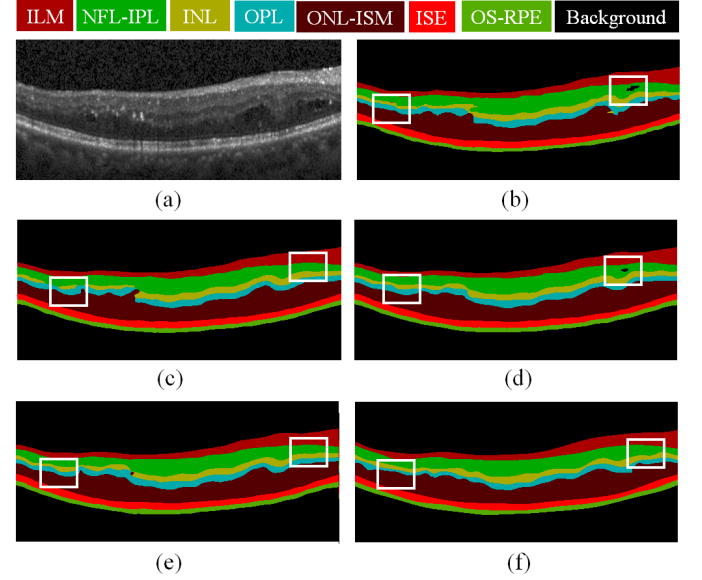 ILM NFL-IPL INL OPL ONL-ISM ISE OS-RPE Background
(a) (b)
(c) (d)
(e) (f)